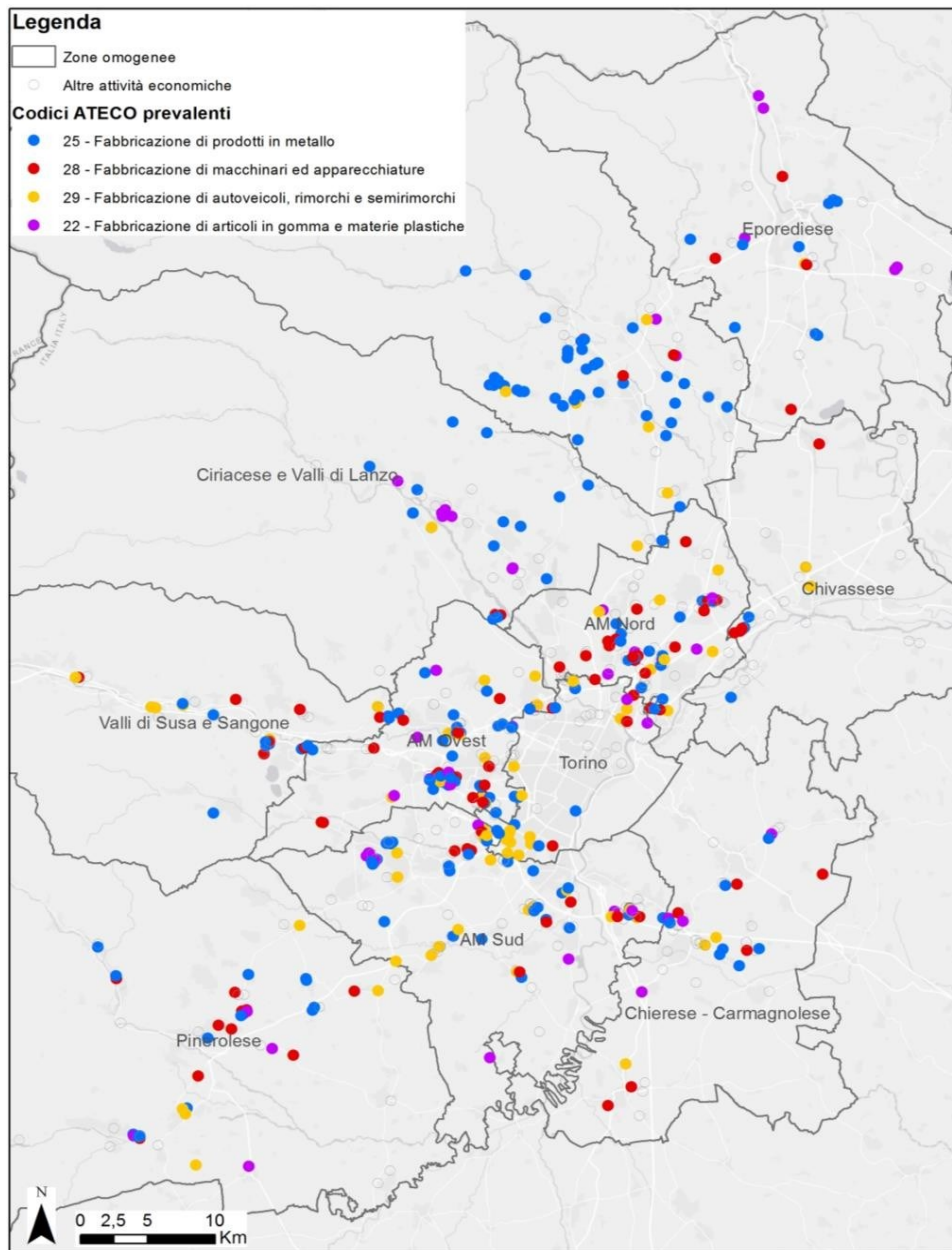 Legenda
Zone omogenee
Altre attività economiche
Codici ATECO prevalenti
25 - Fabbricazione di prodotti in metallo
28 - Fabbricazione di macchinari ed apparecchiature
29 - Fabbricazione di autoveicoli, rimorchi e semirimorchi
22 - Fabbricazione di articoli in gomma e materie plastiche
Eporediese
ITALIA ITALY
Ciriacese e Valli di Lanzo
Chivassese
AM Nord
Valli di Susa e Sangone
AM Ovest
Torino
AM Sud
Chierese - Carmagnolese
Pinerolese
N
0 2,5 5 10
Km